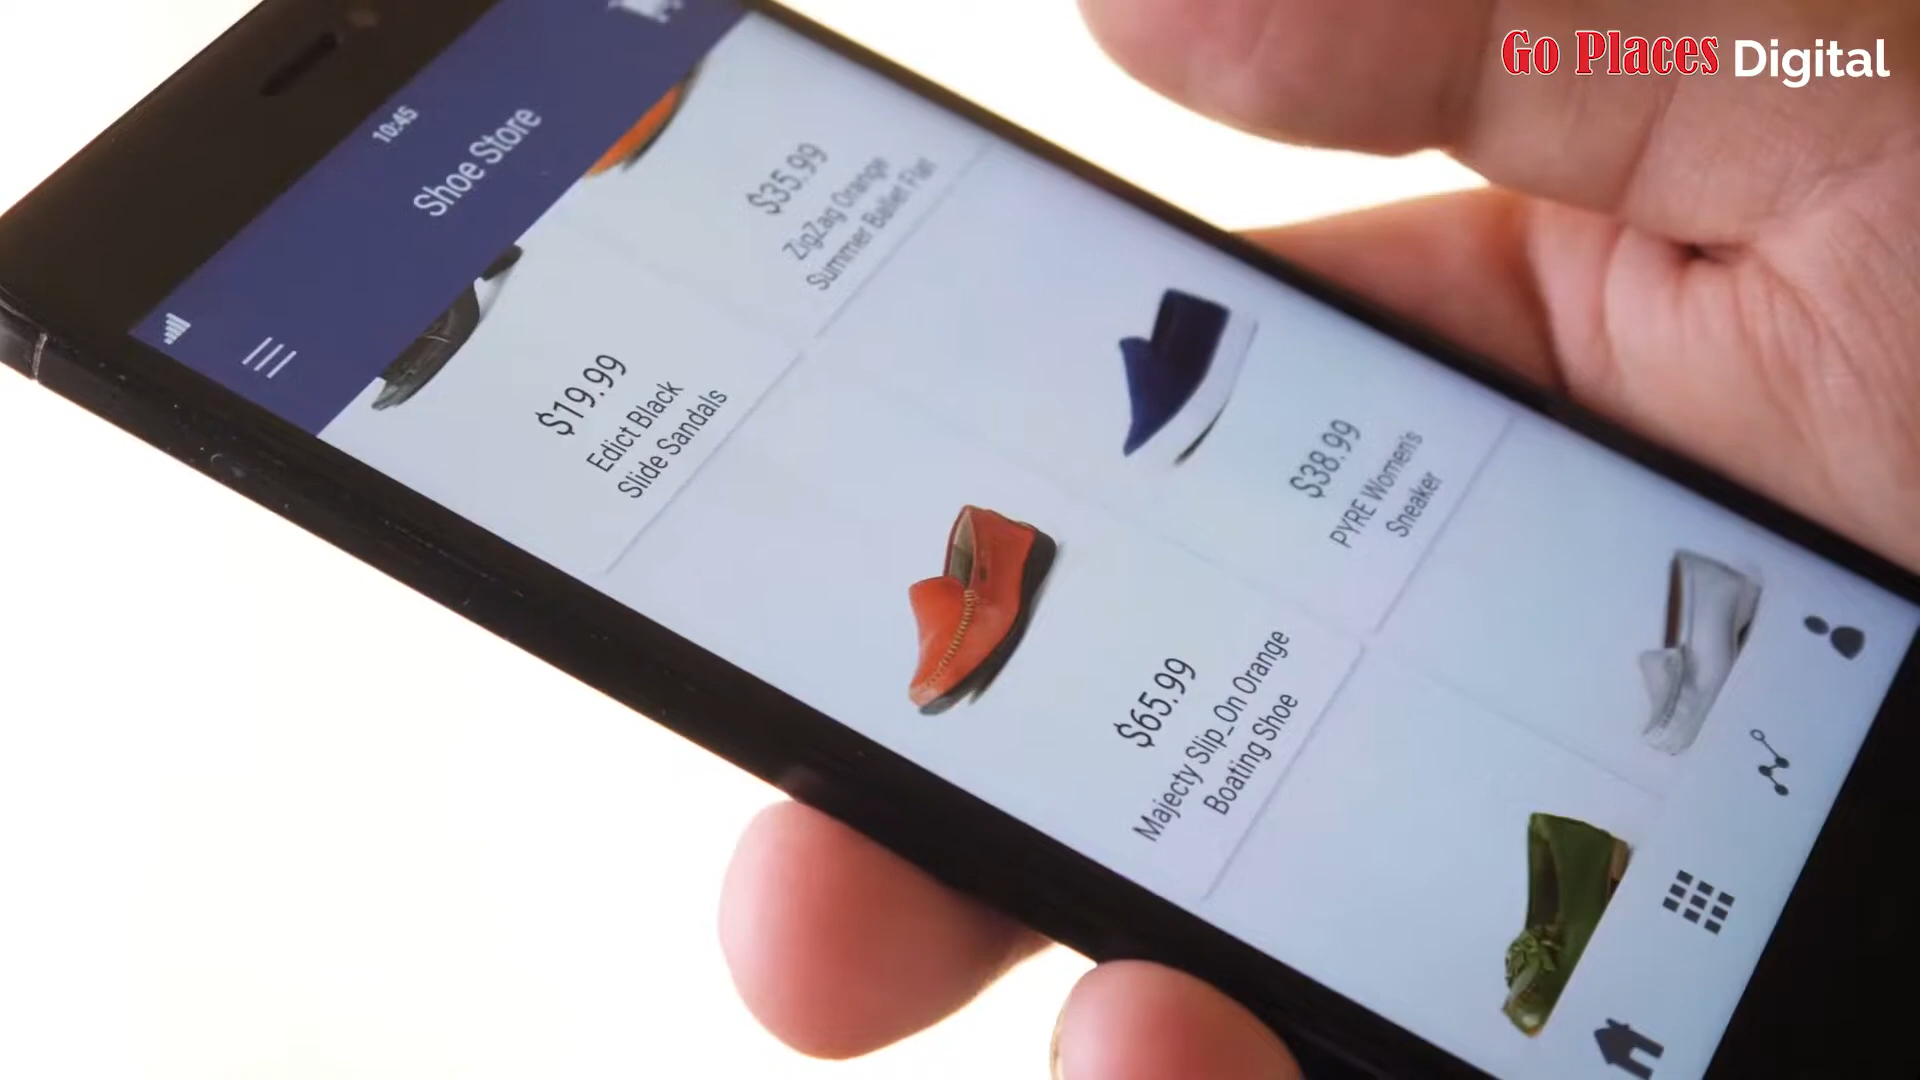 Go Places Digital
10:45
Shoe Store
$19.99
Edict Black
Slide Sandals
$35.99
ZigZag Orange
Summer Ballet Flat
$65.99
Majecty Slip_On Orange
Boating Shoe
$38.99
PYRE Women's
Sneaker